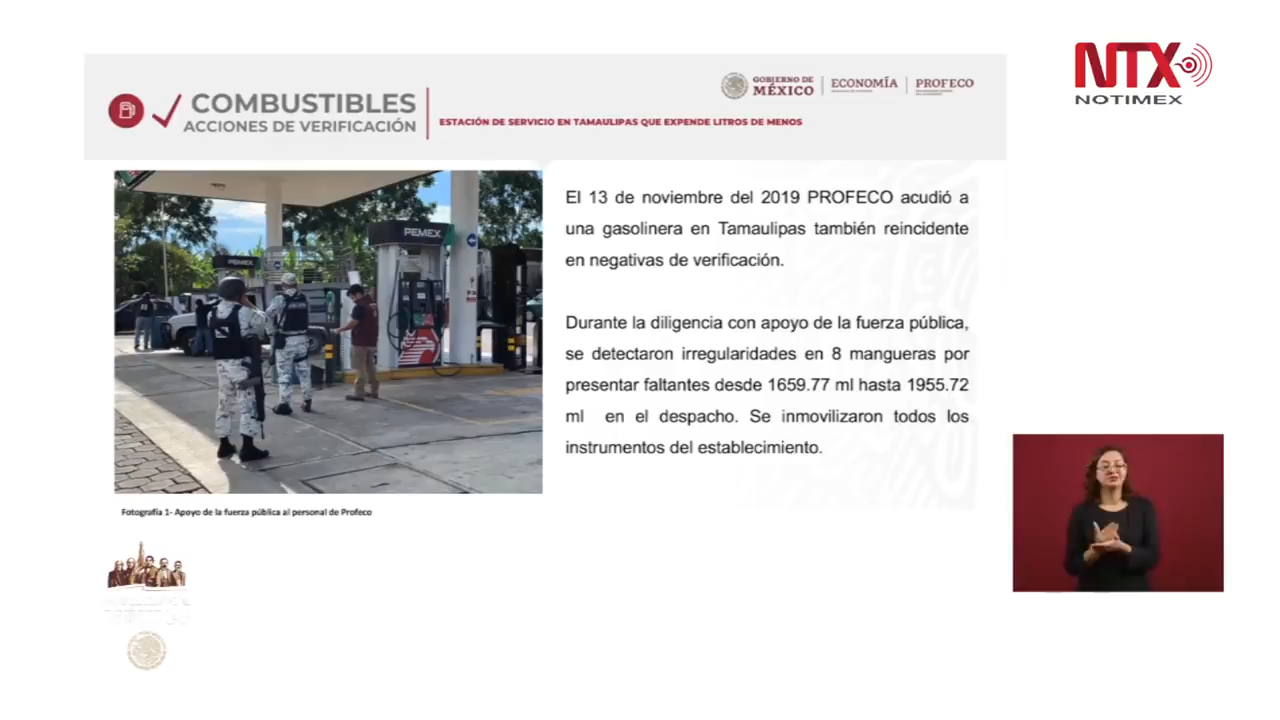 NTX
NOTIMEX
COMBUSTIBLES
ACCIONES DE VERIFICACIÓN
ESTACIÓN DE SERVICIO EN TAMAULIPAS QUE EXPENDE LITROS DE MENOS
GOBIERNO DE
MÉXICO
ECONOMÍA
PROFECO
PEMEX
PEMEX
El 13 de noviembre del 2019 PROFECO acudió a
una gasolinera en Tamaulipas también reincidente
en negativas de verificación.
Durante la diligencia con apoyo de la fuerza pública,
se detectaron irregularidades en 8 mangueras por
presentar faltantes desde 1659.77 ml hasta 1955.72
ml en el despacho. Se inmovilizaron todos los
instrumentos del establecimiento.
Fotografía 1- Apoyo de la fuerza pública al personal de Profeco